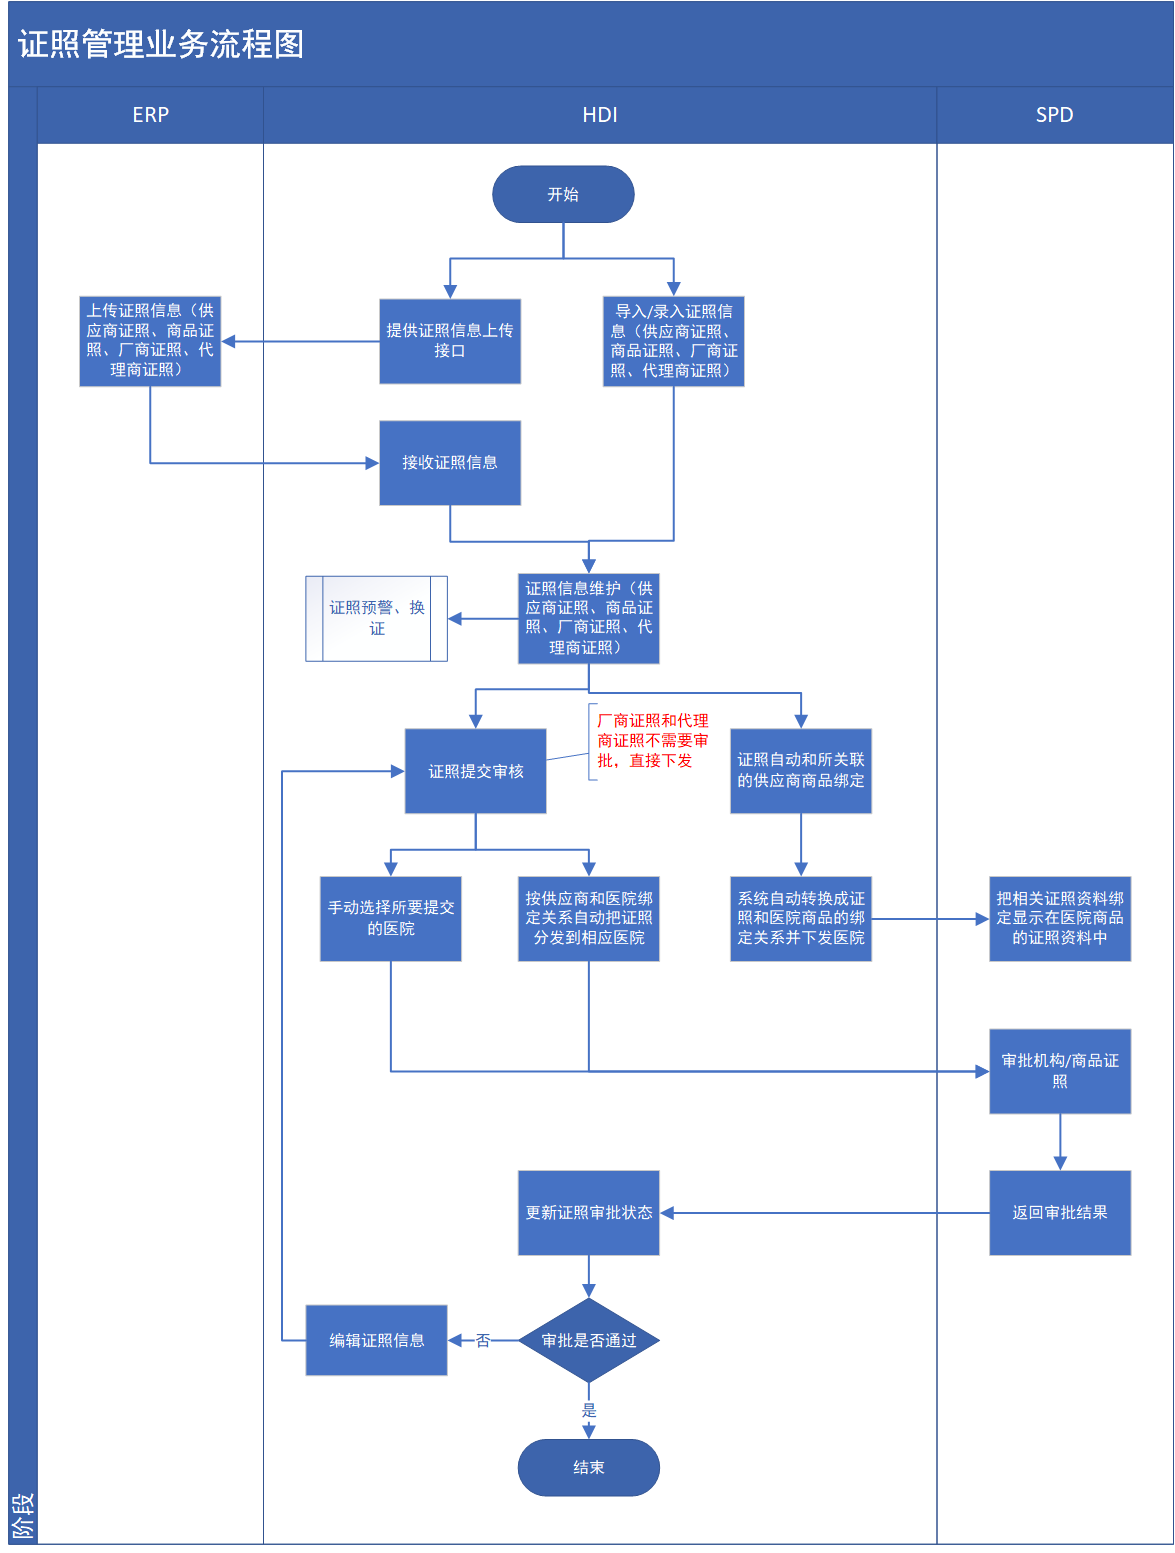 证照管理业务流程图
ERP
HDI
SPD
开始
上传证照信息（供
应商证照、商品证
照、厂商证照、代
理商证照）
提供证照信息上传
接口
导入/录入证照信
息（供应商证照、
商品证照、厂商证
照、代理商证照）
接收证照信息
证照预警、换
证
证照信息维护（供
应商证照、商品证
照、厂商证照、代
理商证照）
证照提交审核
厂商证照和代理
商证照不需要审
批，直接下发
证照自动和所关联
的供应商商品绑定
手动选择所要提交
的医院
按供应商和医院绑
定关系自动把证照
分发到相应医院
系统自动转换成证
照和医院商品的绑
定关系并下发医院
把相关证照资料绑
定显示在医院商品
的证照资料中
审批机构/商品证
照
更新证照审批状态
返回审批结果
编辑证照信息
否
审批是否通过
是
结束
阶段